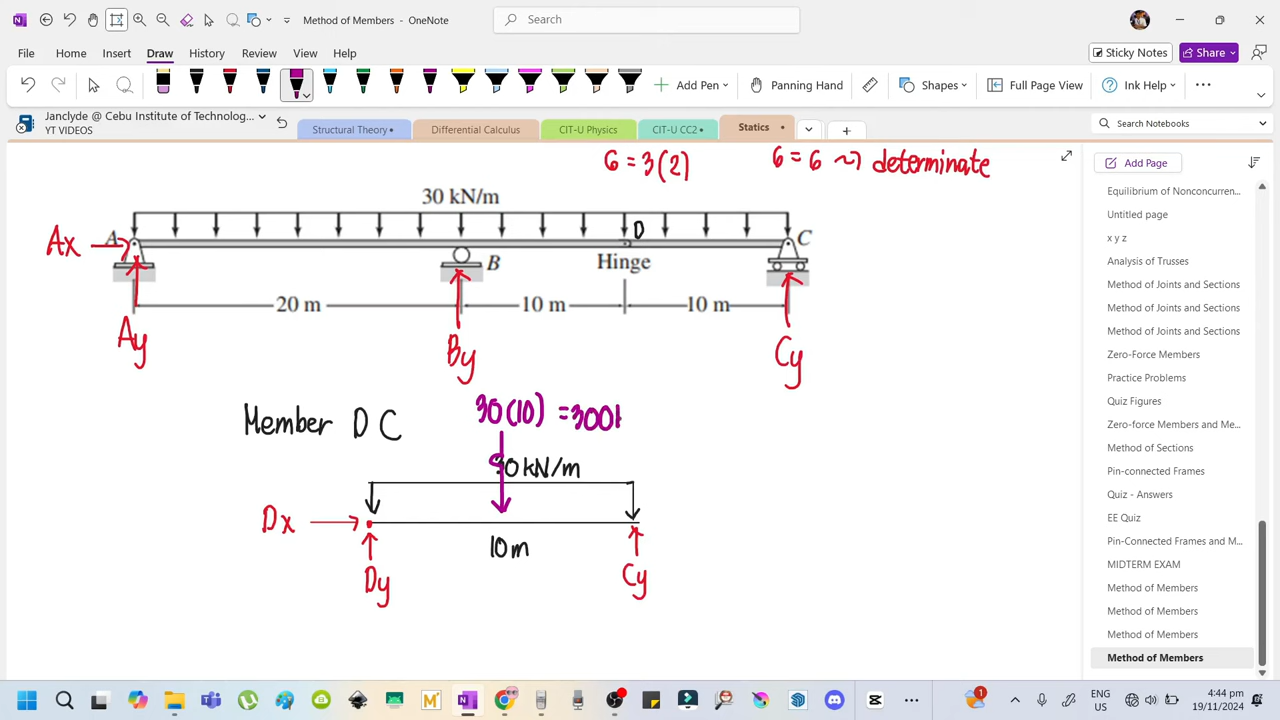 Method of Members - OneNote
Search
File Home Insert Draw History Review View Help
Sticky Notes
Share
Add Pen
Panning Hand
Shapes
Full Page View
Ink Help
Janclyde @ Cebu Institute of Technolog...
YT VIDEOS
Structural Theory
Differential Calculus
CIT-U Physics
CIT-U CC2
Statics
Search Notebooks
Add Page
6 = 3(2)
6 = 6 ~> determinate
30 kN/m
Ax
A
D
C
B
Hinge
20 m
10 m
10 m
Ay
By
Cy
Member D C
30(10) = 300k
30kN/m
Dx
10m
Dy
Cy
Equilibrium of Nonconcurren...
Untitled page
x y z
Analysis of Trusses
Method of Joints and Sections
Method of Joints and Sections
Method of Joints and Sections
Zero-Force Members
Practice Problems
Quiz Figures
Zero-force Members and Me...
Method of Sections
Pin-connected Frames
Quiz - Answers
EE Quiz
Pin-Connected Frames and M...
MIDTERM EXAM
Method of Members
Method of Members
Method of Members
Method of Members
1
ENG
US
4:44 pm
19/11/2024